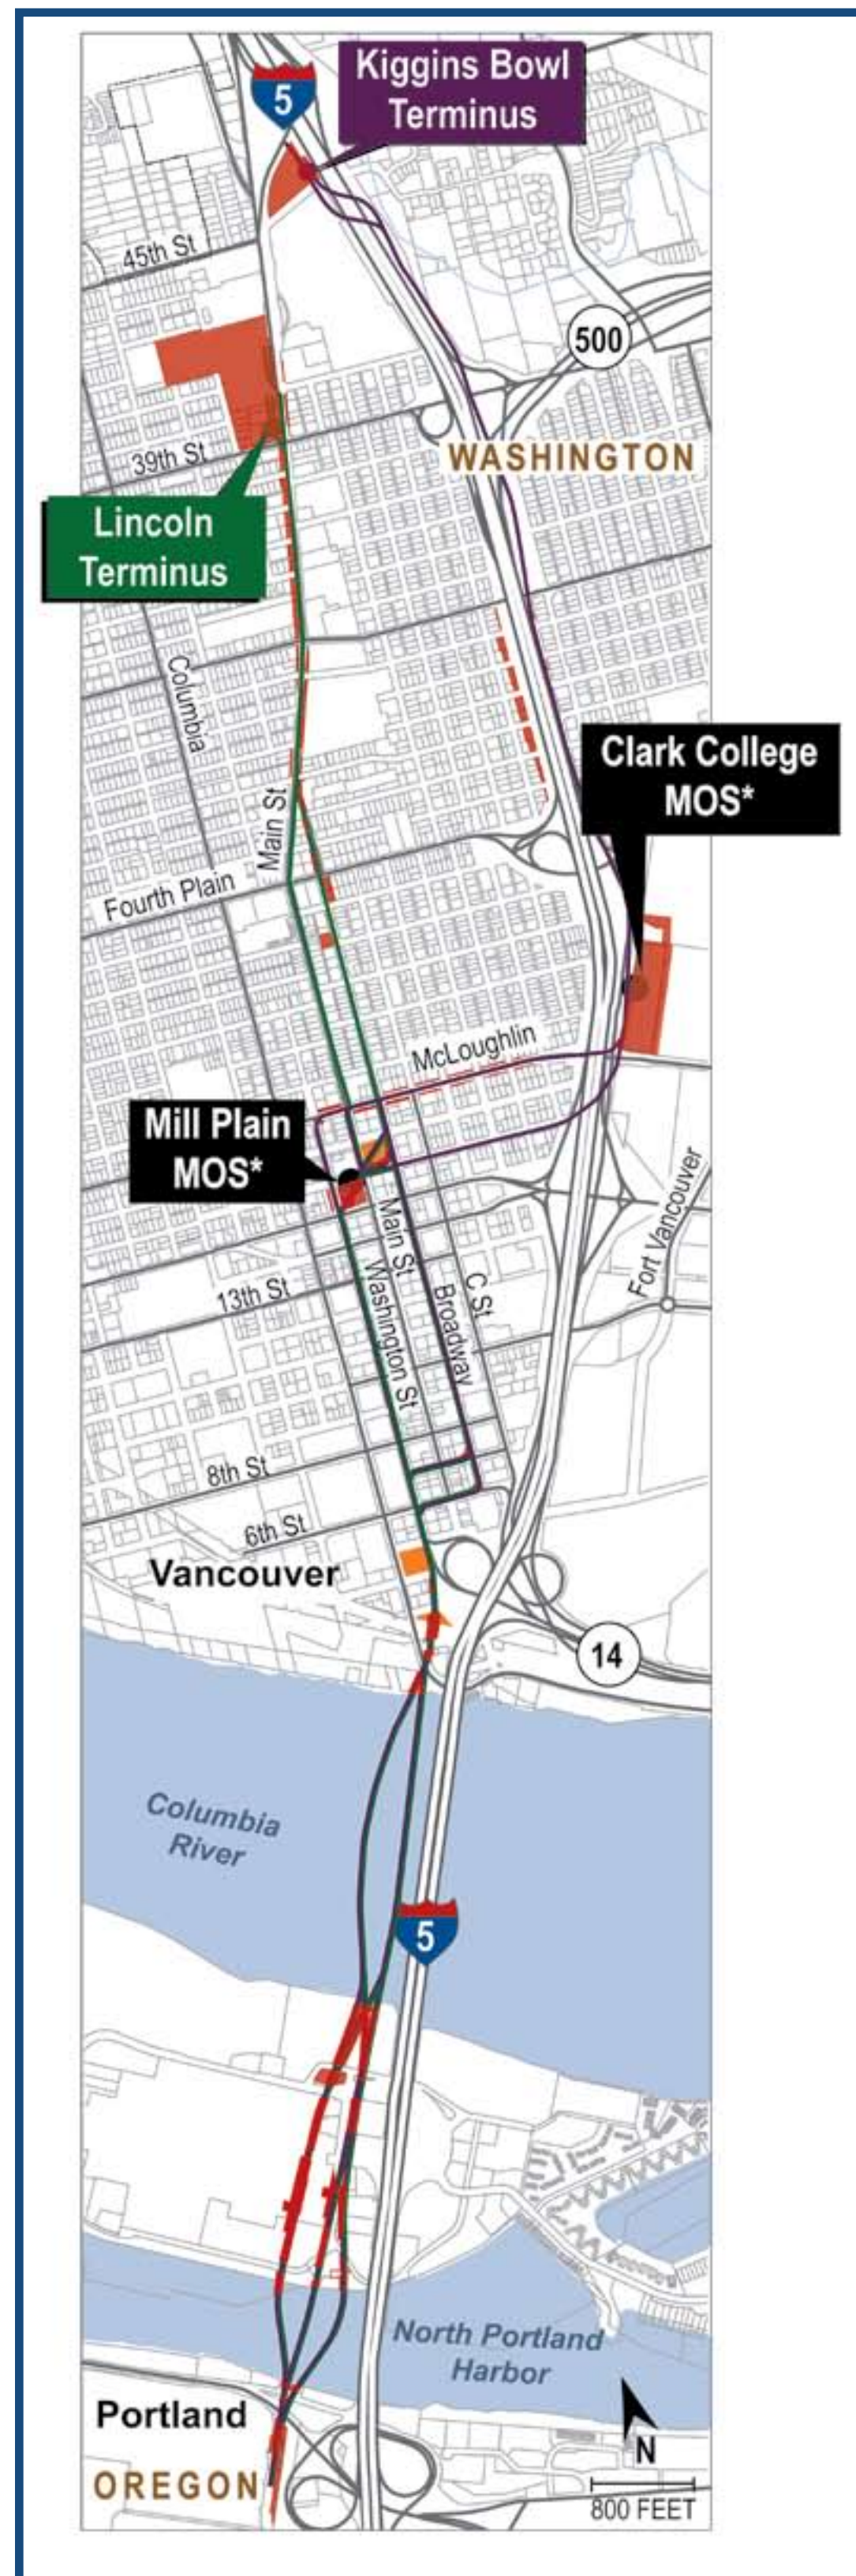 5
Kiggins Bowl
Terminus
45th St
500
WASHINGTON
39th St
Lincoln
Terminus
Columbia
Main St
Clark College
MOS*
Fourth Plain
McLoughlin
Mill Plain
MOS*
Main St
Washington St
Broadway
C St
Fort Vancouver
13th St
8th St
6th St
Vancouver
14
Columbia
River
5
North Portland
Harbor
Portland
OREGON
N
800 FEET